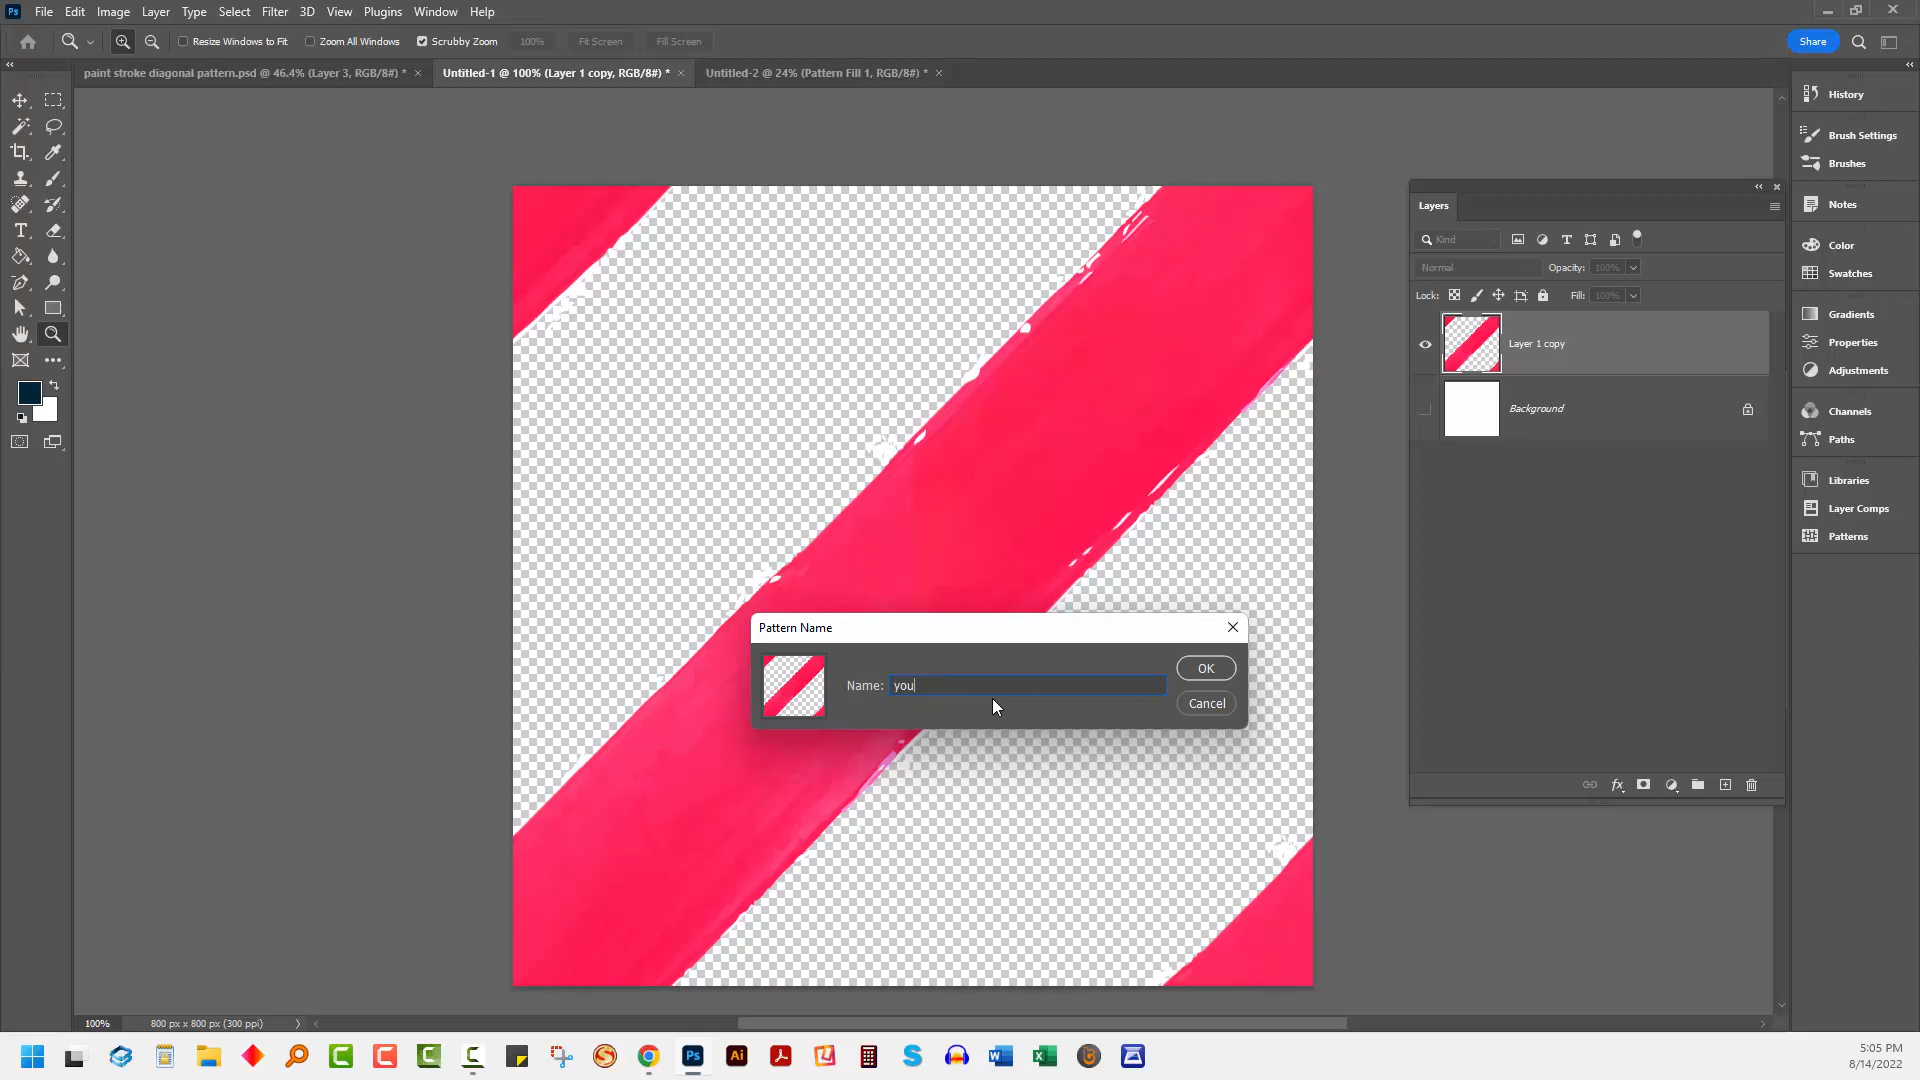 Ps File Edit Image Layer Type Select Filter 3D View Plugins Window Help
Resize Windows to Fit Zoom All Windows Scrubby Zoom 100% Fit Screen Fill Screen Share
paint stroke diagonal pattern.psd @ 46.4% (Layer 3, RGB/8#) * Untitled-1 @ 100% (Layer 1 copy, RGB/8#) * Untitled-2 @ 24% (Pattern Fill 1, RGB/8#) *
History
Brush Settings
Brushes
Notes
Color
Swatches
Gradients
Properties
Adjustments
Channels
Paths
Libraries
Layer Comps
Patterns
Layers
Kind
Normal Opacity: 100%
Lock: Fill: 100%
Layer 1 copy
Background
fx
Pattern Name
Name: you
OK
Cancel
100% 800 px x 800 px (300 ppi)
Ps Ai
5:05 PM
8/14/2022